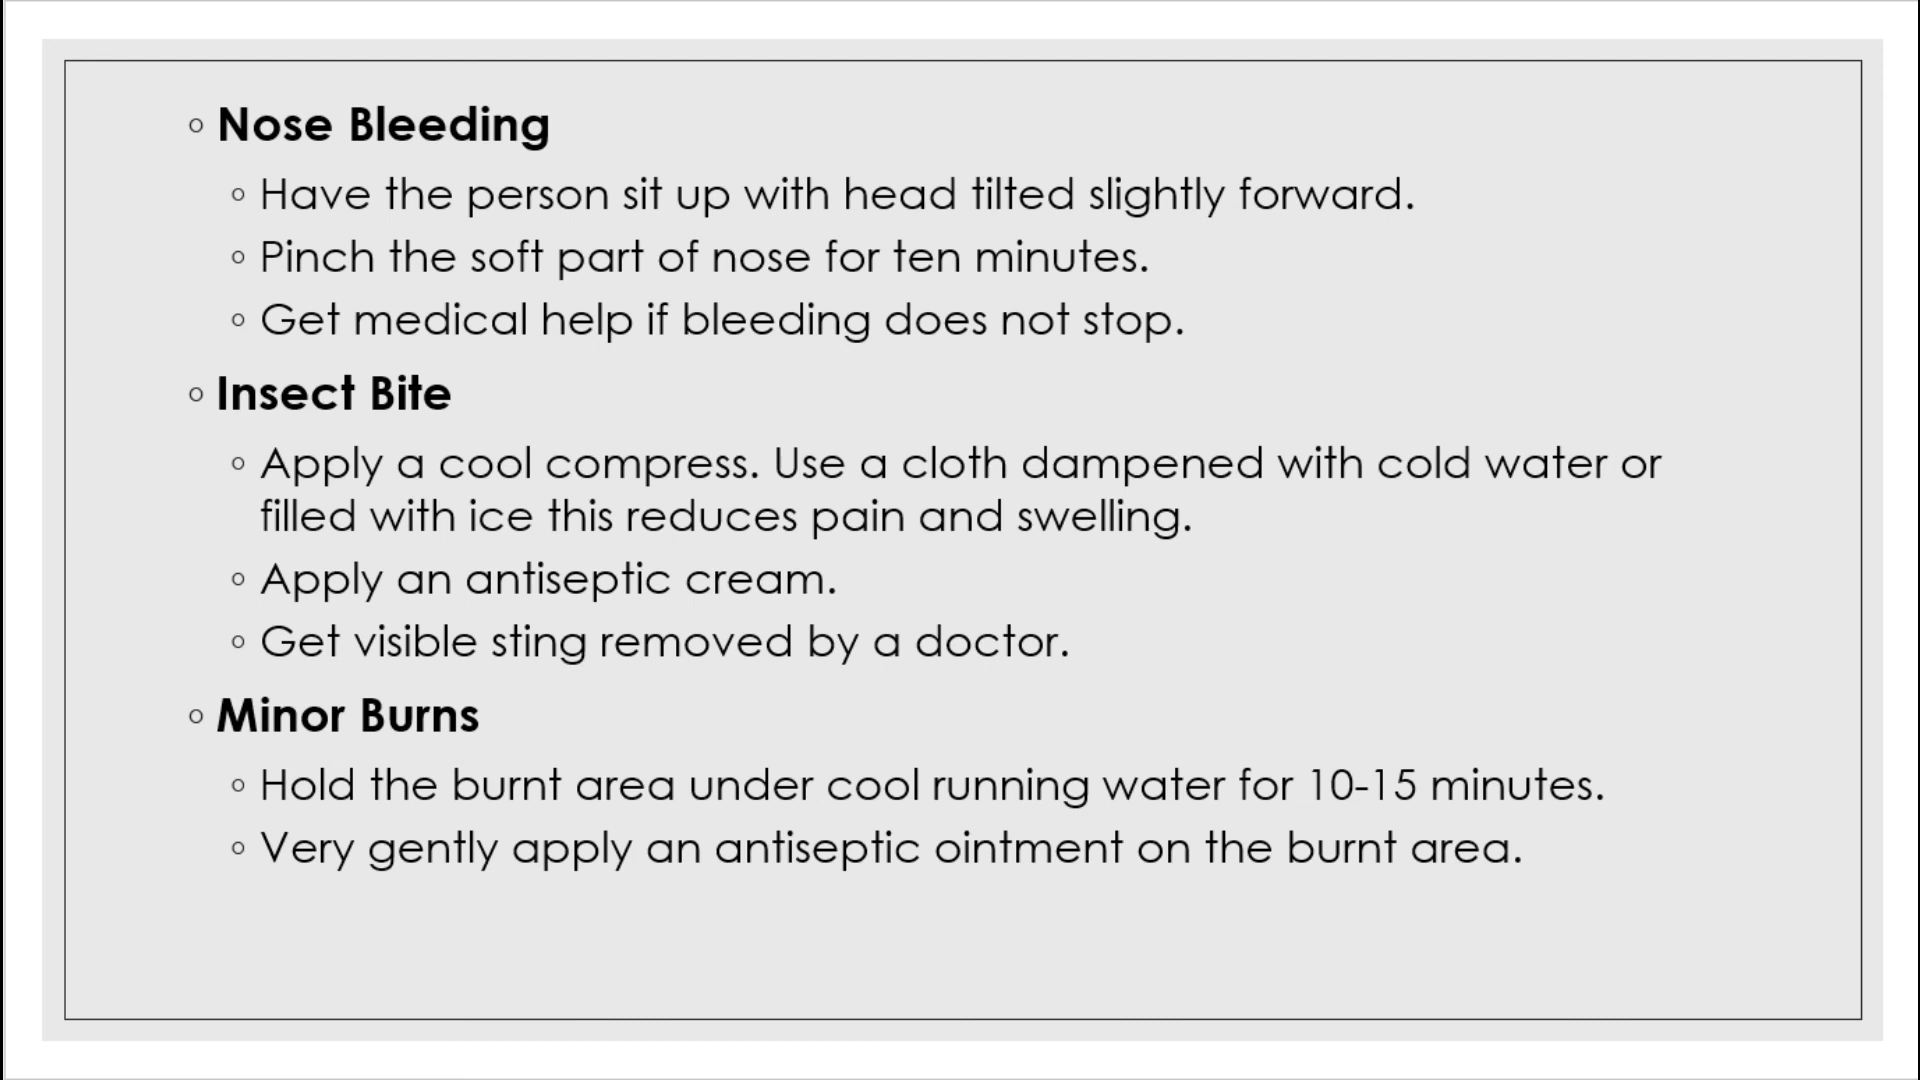 Nose Bleeding
Have the person sit up with head tilted slightly forward.
Pinch the soft part of nose for ten minutes.
Get medical help if bleeding does not stop.
Insect Bite
Apply a cool compress. Use a cloth dampened with cold water or
filled with ice this reduces pain and swelling.
Apply an antiseptic cream.
Get visible sting removed by a doctor.
Minor Burns
Hold the burnt area under cool running water for 10-15 minutes.
Very gently apply an antiseptic ointment on the burnt area.